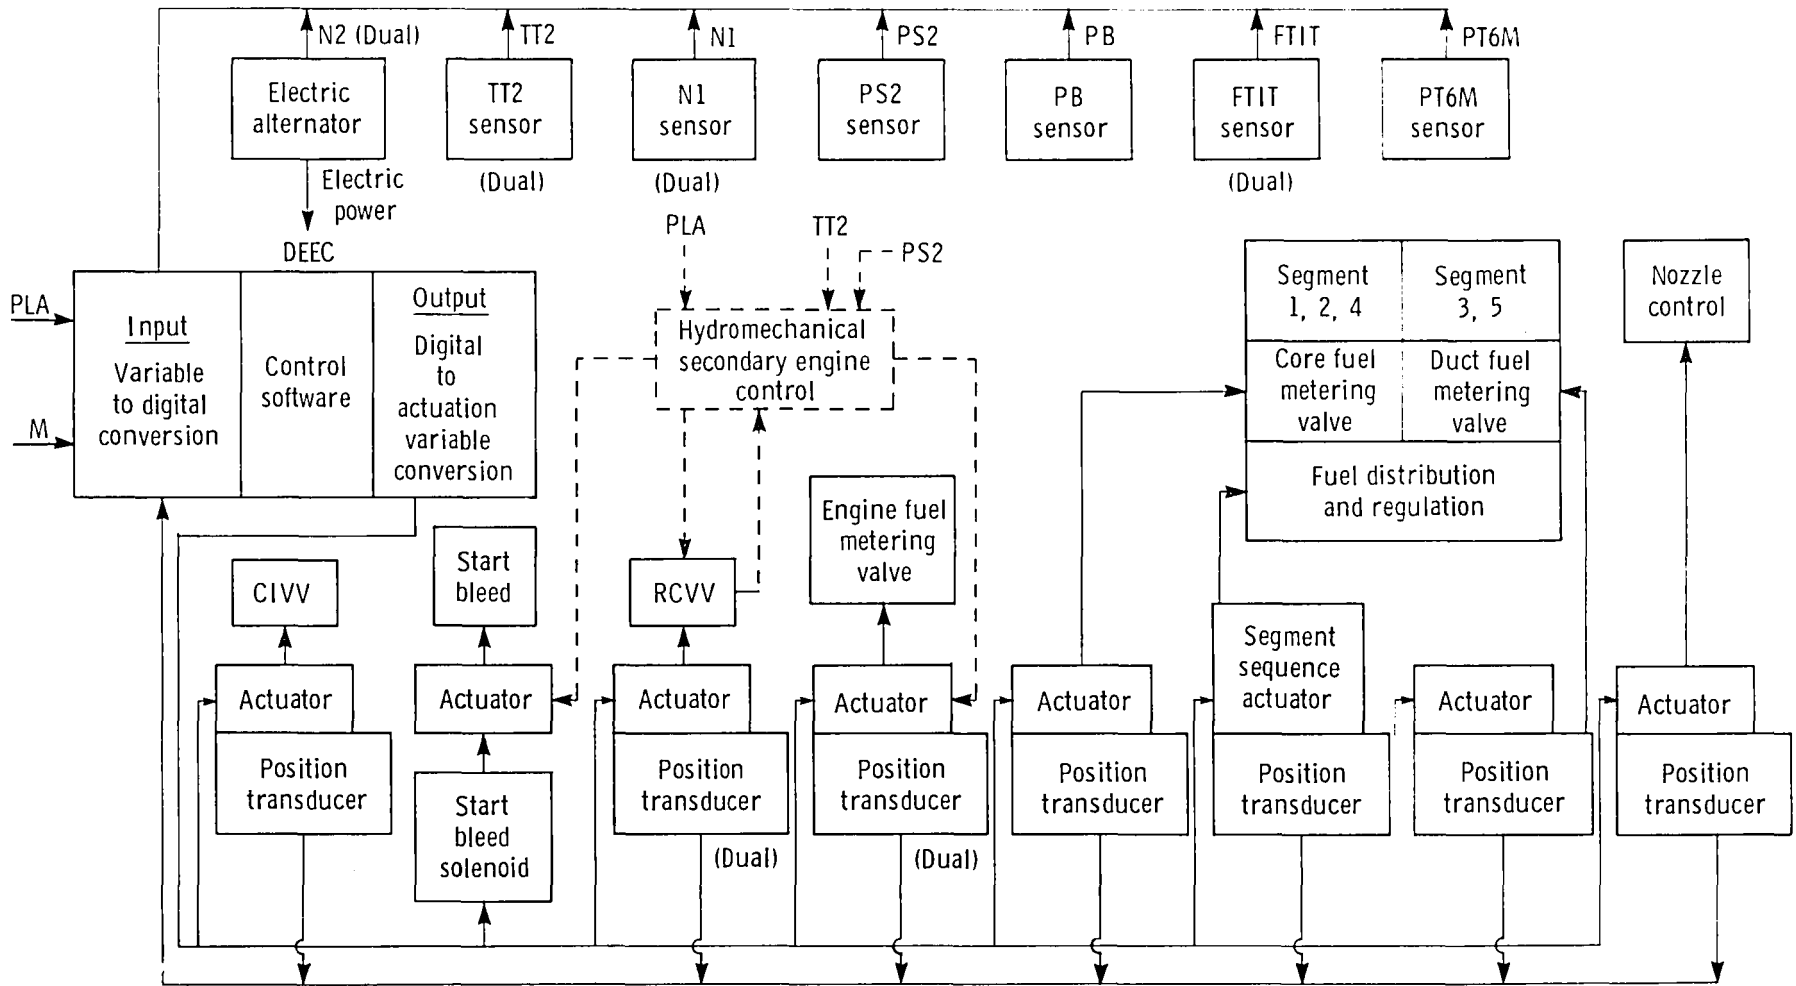 N2 (Dual)
TT2
N1
PS2
PB
FTIT
PT6M
Electric
alternator
TT2
sensor
N1
sensor
PS2
sensor
PB
sensor
FTIT
sensor
PT6M
sensor
(Dual)
(Dual)
(Dual)
Electric
power
DEEC
PLA
M
Input
Variable
to digital
conversion
Control
software
Output
Digital
to
actuation
variable
conversion
PLA
TT2
PS2
Hydromechanical
secondary engine
control
Segment
1, 2, 4
Segment
3, 5
Core fuel
metering
valve
Duct fuel
metering
valve
Fuel distribution
and regulation
Nozzle
control
CIVV
Start
bleed
RCVV
Engine fuel
metering
valve
Actuator
Actuator
Actuator
Actuator
Actuator
Segment
sequence
actuator
Actuator
Actuator
Position
transducer
Start
bleed
solenoid
Position
transducer
(Dual)
Position
transducer
(Dual)
Position
transducer
Position
transducer
Position
transducer
Position
transducer